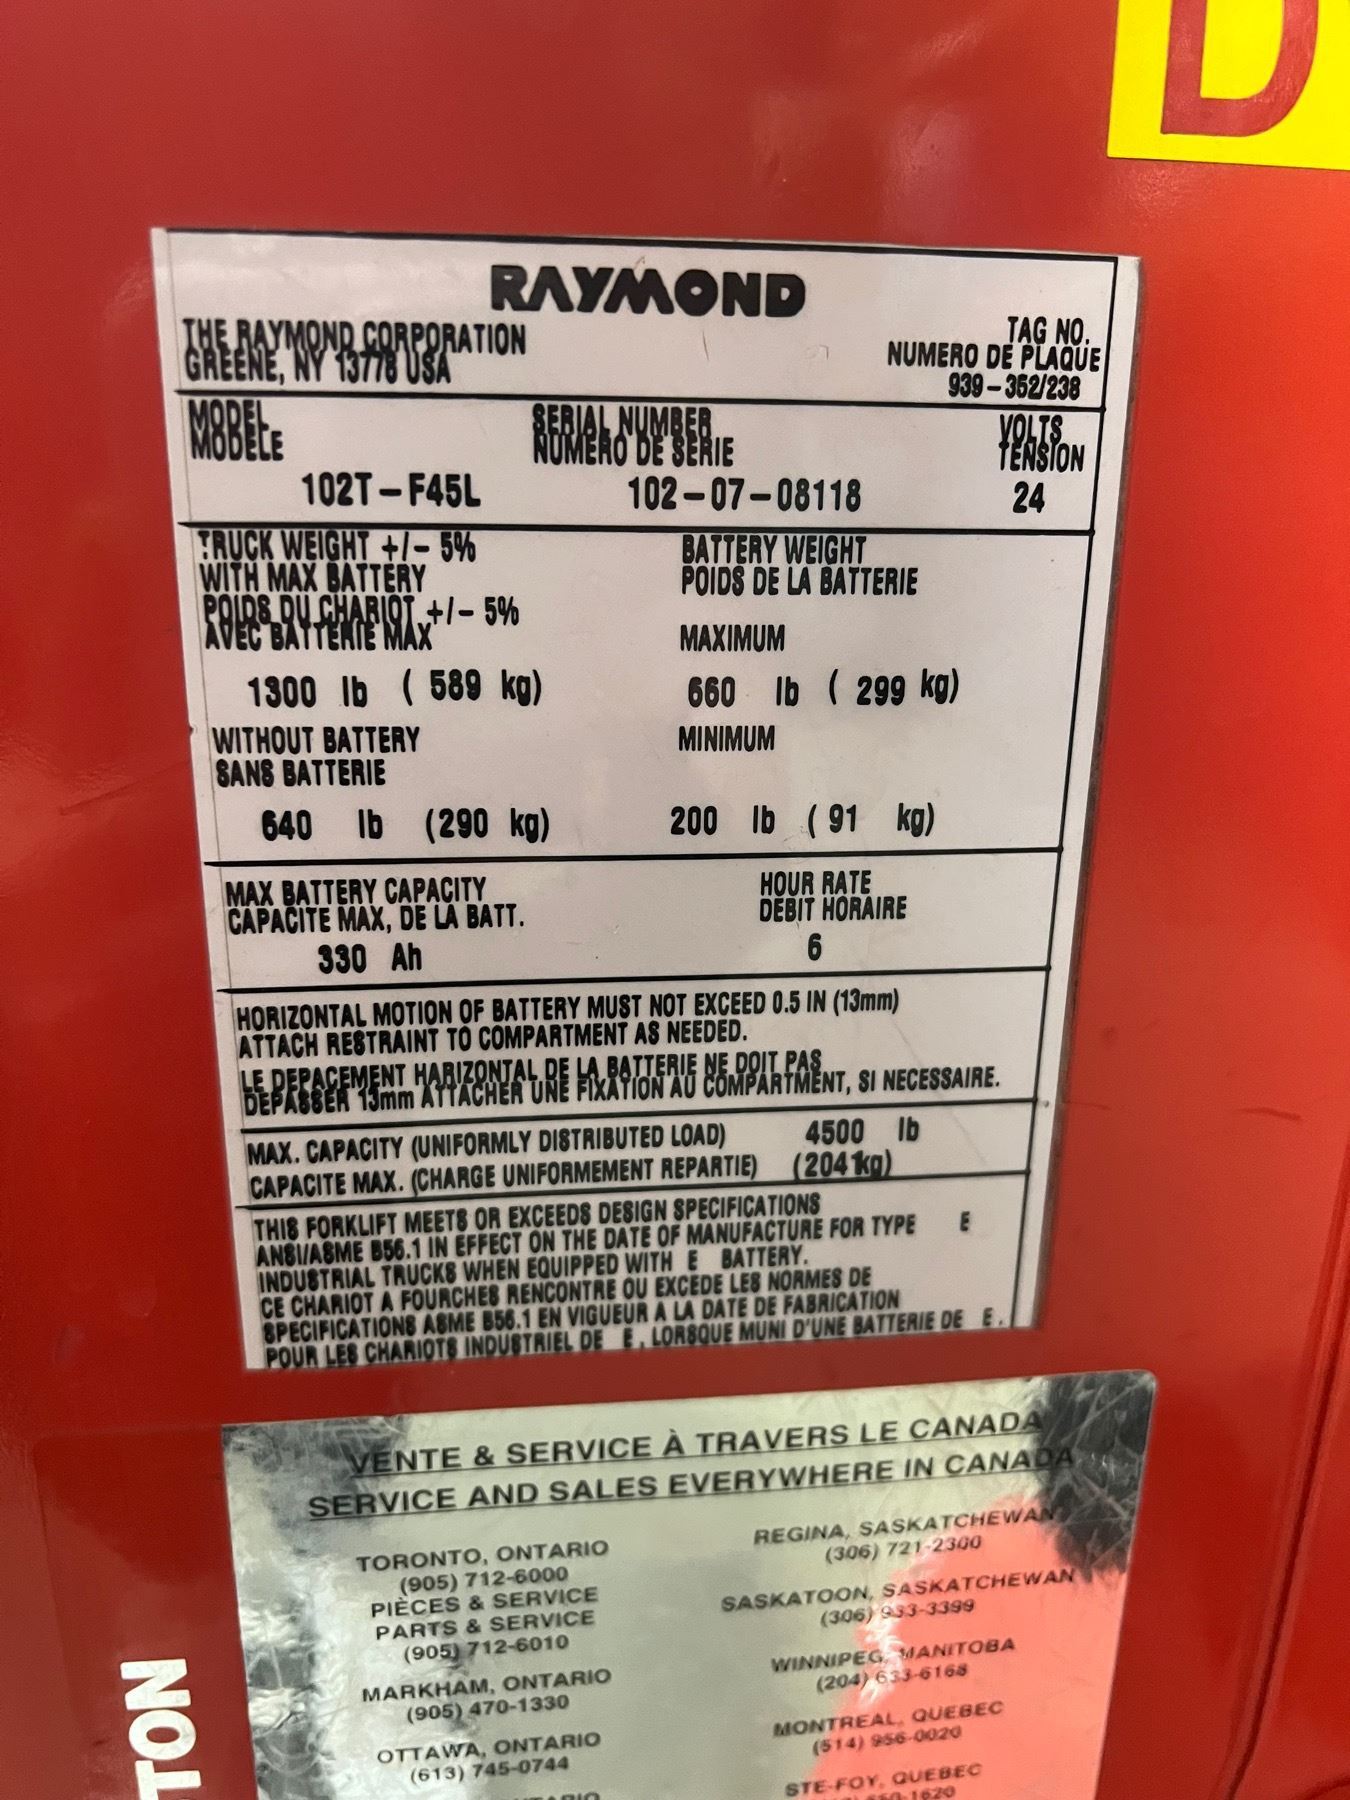 D
RAYMOND
THE RAYMOND CORPORATION
GREENE, NY 13778 USA
TAG NO.
NUMERO DE PLAQUE
939-352/238
MODEL
MODELE
102T-F45L
SERIAL NUMBER
NUMERO DE SERIE
102-07-08118
VOLTS
TENSION
24
TRUCK WEIGHT +/- 5%
WITH MAX BATTERY
POIDS DU CHARIOT +/- 5%
AVEC BATTERIE MAX
1300 lb (589 kg)
WITHOUT BATTERY
SANS BATTERIE
640 lb (290 kg)
BATTERY WEIGHT
POIDS DE LA BATTERIE
MAXIMUM
660 lb (299 kg)
MINIMUM
200 lb (91 kg)
MAX BATTERY CAPACITY
CAPACITE MAX, DE LA BATT.
330 Ah
HOUR RATE
DEBIT HORAIRE
6
HORIZONTAL MOTION OF BATTERY MUST NOT EXCEED 0.5 IN (13mm)
ATTACH RESTRAINT TO COMPARTMENT AS NEEDED.
LE DEPACEMENT HARIZONTAL DE LA BATTERIE NE DOIT PAS
DEPASSER 13mm ATTACHER UNE FIXATION AU COMPARTMENT, SI NECESSAIRE.
MAX. CAPACITY (UNIFORMLY DISTRIBUTED LOAD) 4500 lb
CAPACITE MAX. (CHARGE UNIFORMEMENT REPARTIE) (2041kg)
THIS FORKLIFT MEETS OR EXCEEDS DESIGN SPECIFICATIONS
ANSI/ASME B56.1 IN EFFECT ON THE DATE OF MANUFACTURE FOR TYPE E
INDUSTRIAL TRUCKS WHEN EQUIPPED WITH E BATTERY.
CE CHARIOT A FOURCHES RENCONTRE OU EXCEDE LES NORMES DE
SPECIFICATIONS ASME B56.1 EN VIGUEUR A LA DATE DE FABRICATION
POUR LES CHARIOTS INDUSTRIEL DE E, LORSQUE MUNI D'UNE BATTERIE DE E.
VENTE & SERVICE À TRAVERS LE CANADA
SERVICE AND SALES EVERYWHERE IN CANADA
TORONTO, ONTARIO
(905) 712-6000
PIÈCES & SERVICE
PARTS & SERVICE
(905) 712-6010
MARKHAM, ONTARIO
(905) 470-1330
OTTAWA, ONTARIO
(613) 745-0744
REGINA, SASKATCHEWAN
(306) 721-2300
SASKATOON, SASKATCHEWAN
(306) 933-3399
WINNIPEG, MANITOBA
(204) 633-6168
MONTREAL, QUEBEC
(514) 956-0020
STE-FOY, QUEBEC
TON